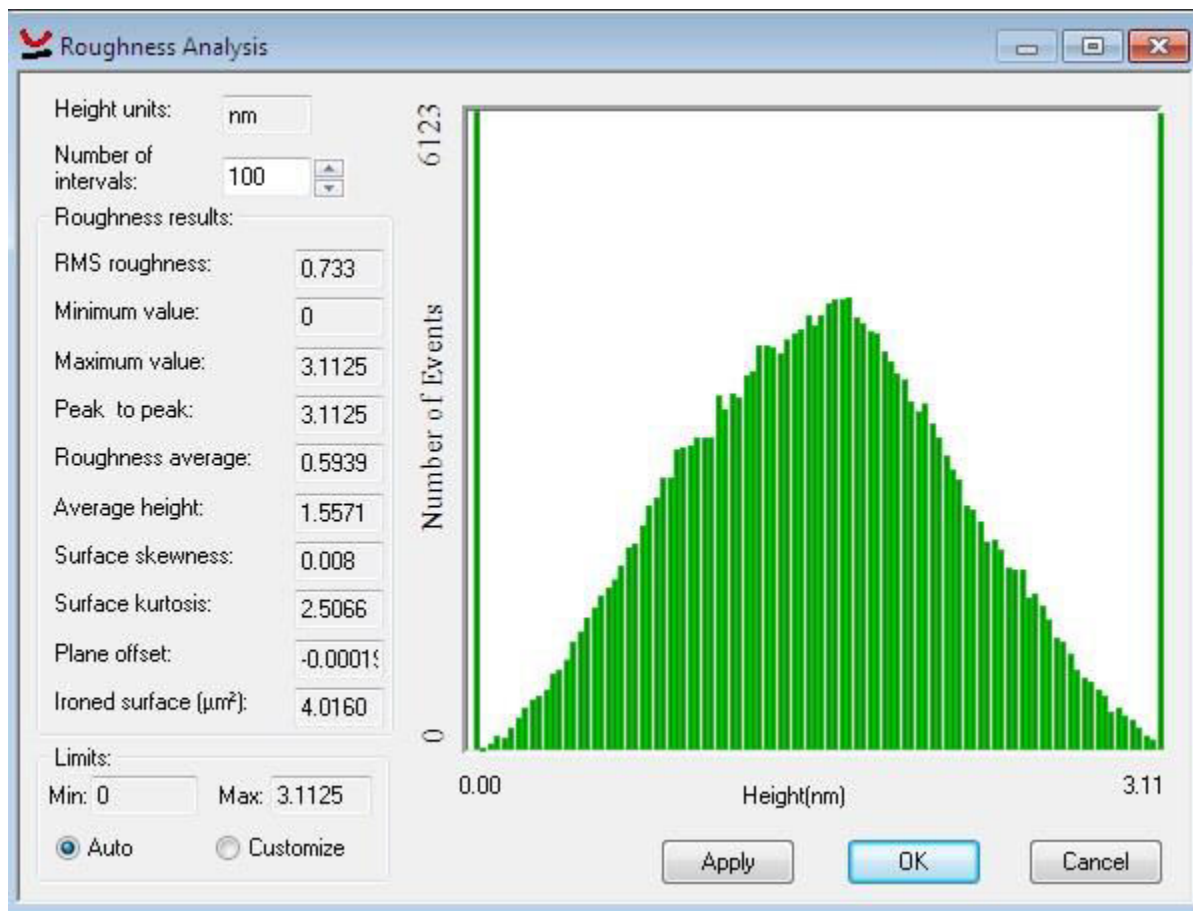 Roughness Analysis
Height units: nm
Number of
intervals: 100
Roughness results:
RMS roughness: 0.733
Minimum value: 0
Maximum value: 3.1125
Peak to peak: 3.1125
Roughness average: 0.5939
Average height: 1.5571
Surface skewness: 0.008
Surface kurtosis: 2.5066
Plane offset: -0.00019
Ironed surface (µm²): 4.0160
Limits:
Min: 0 Max: 3.1125
Auto Customize
6123
Number of Events
0
0.00 Height(nm) 3.11
Apply OK Cancel